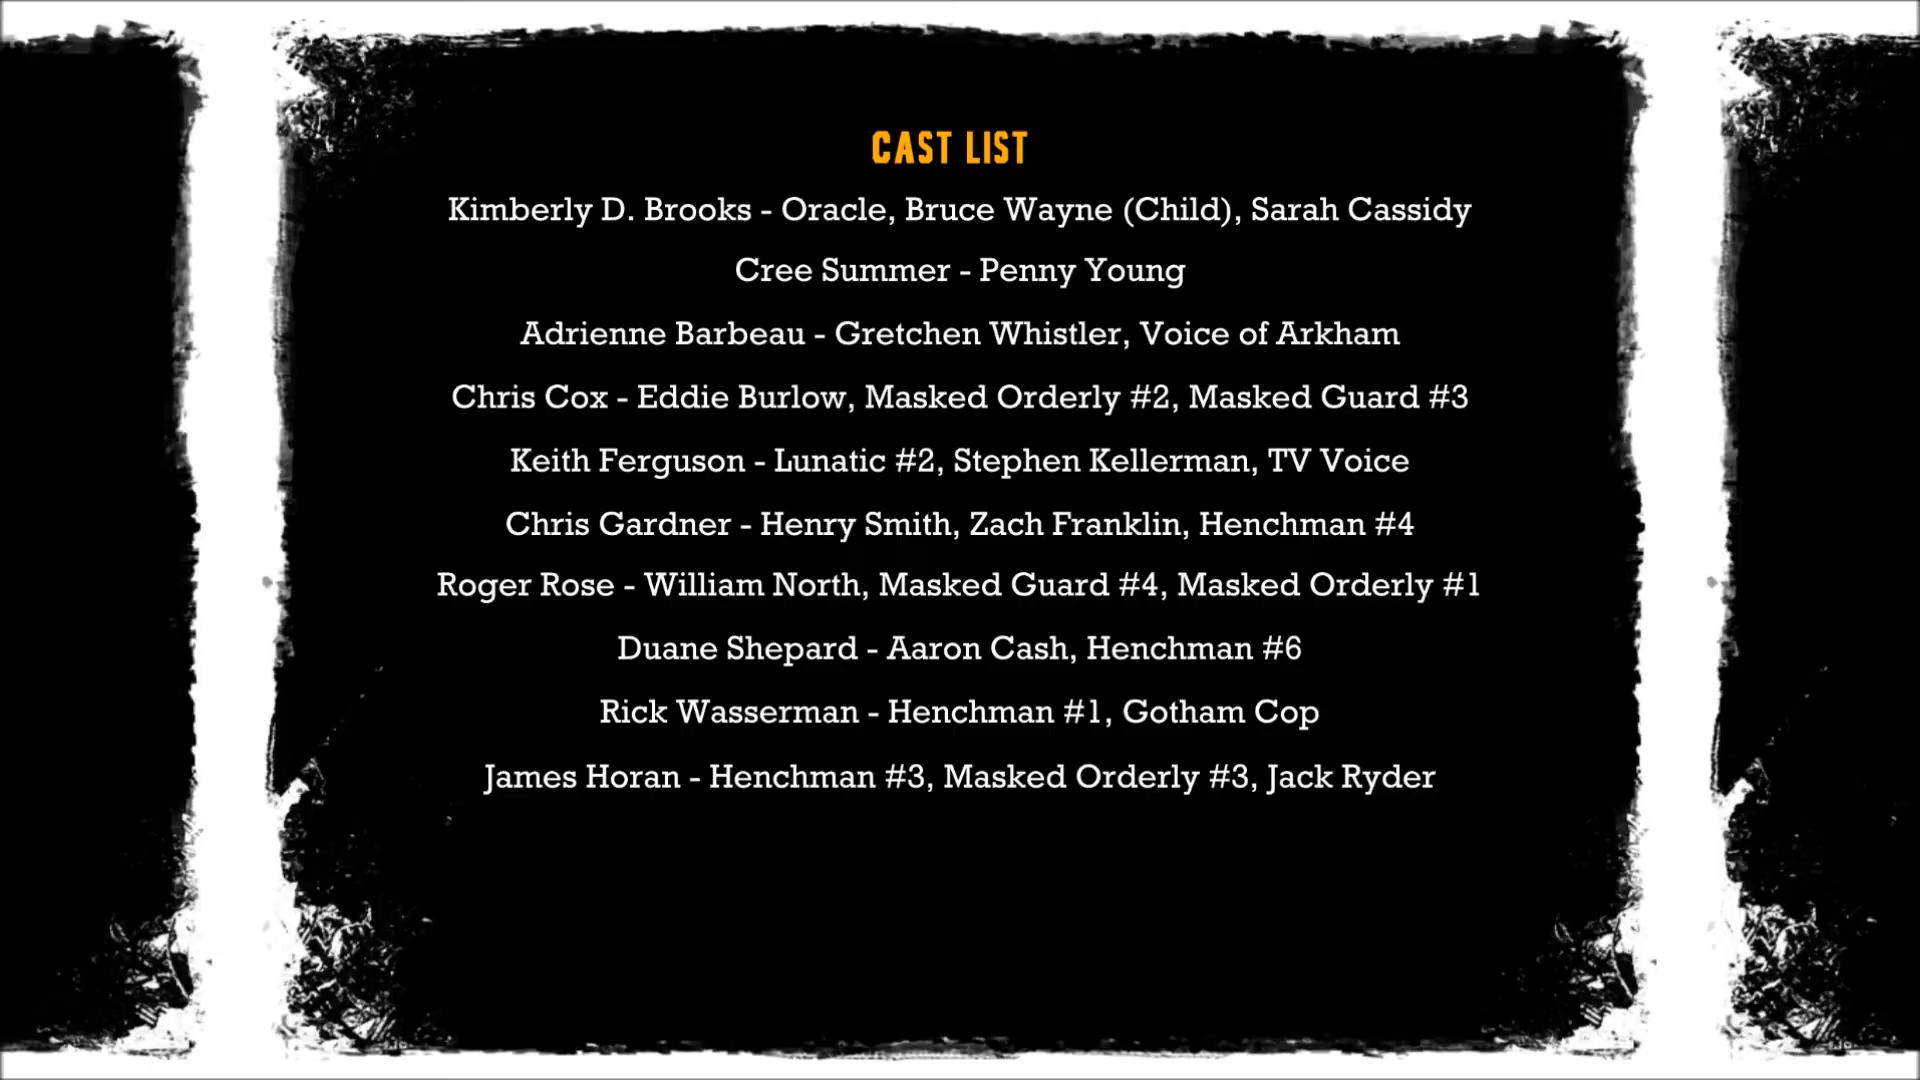 CAST LIST
Kimberly D. Brooks - Oracle, Bruce Wayne (Child), Sarah Cassidy
Cree Summer - Penny Young
Adrienne Barbeau - Gretchen Whistler, Voice of Arkham
Chris Cox - Eddie Burlow, Masked Orderly #2, Masked Guard #3
Keith Ferguson - Lunatic #2, Stephen Kellerman, TV Voice
Chris Gardner - Henry Smith, Zach Franklin, Henchman #4
Roger Rose - William North, Masked Guard #4, Masked Orderly #1
Duane Shepard - Aaron Cash, Henchman #6
Rick Wasserman - Henchman #1, Gotham Cop
James Horan - Henchman #3, Masked Orderly #3, Jack Ryder